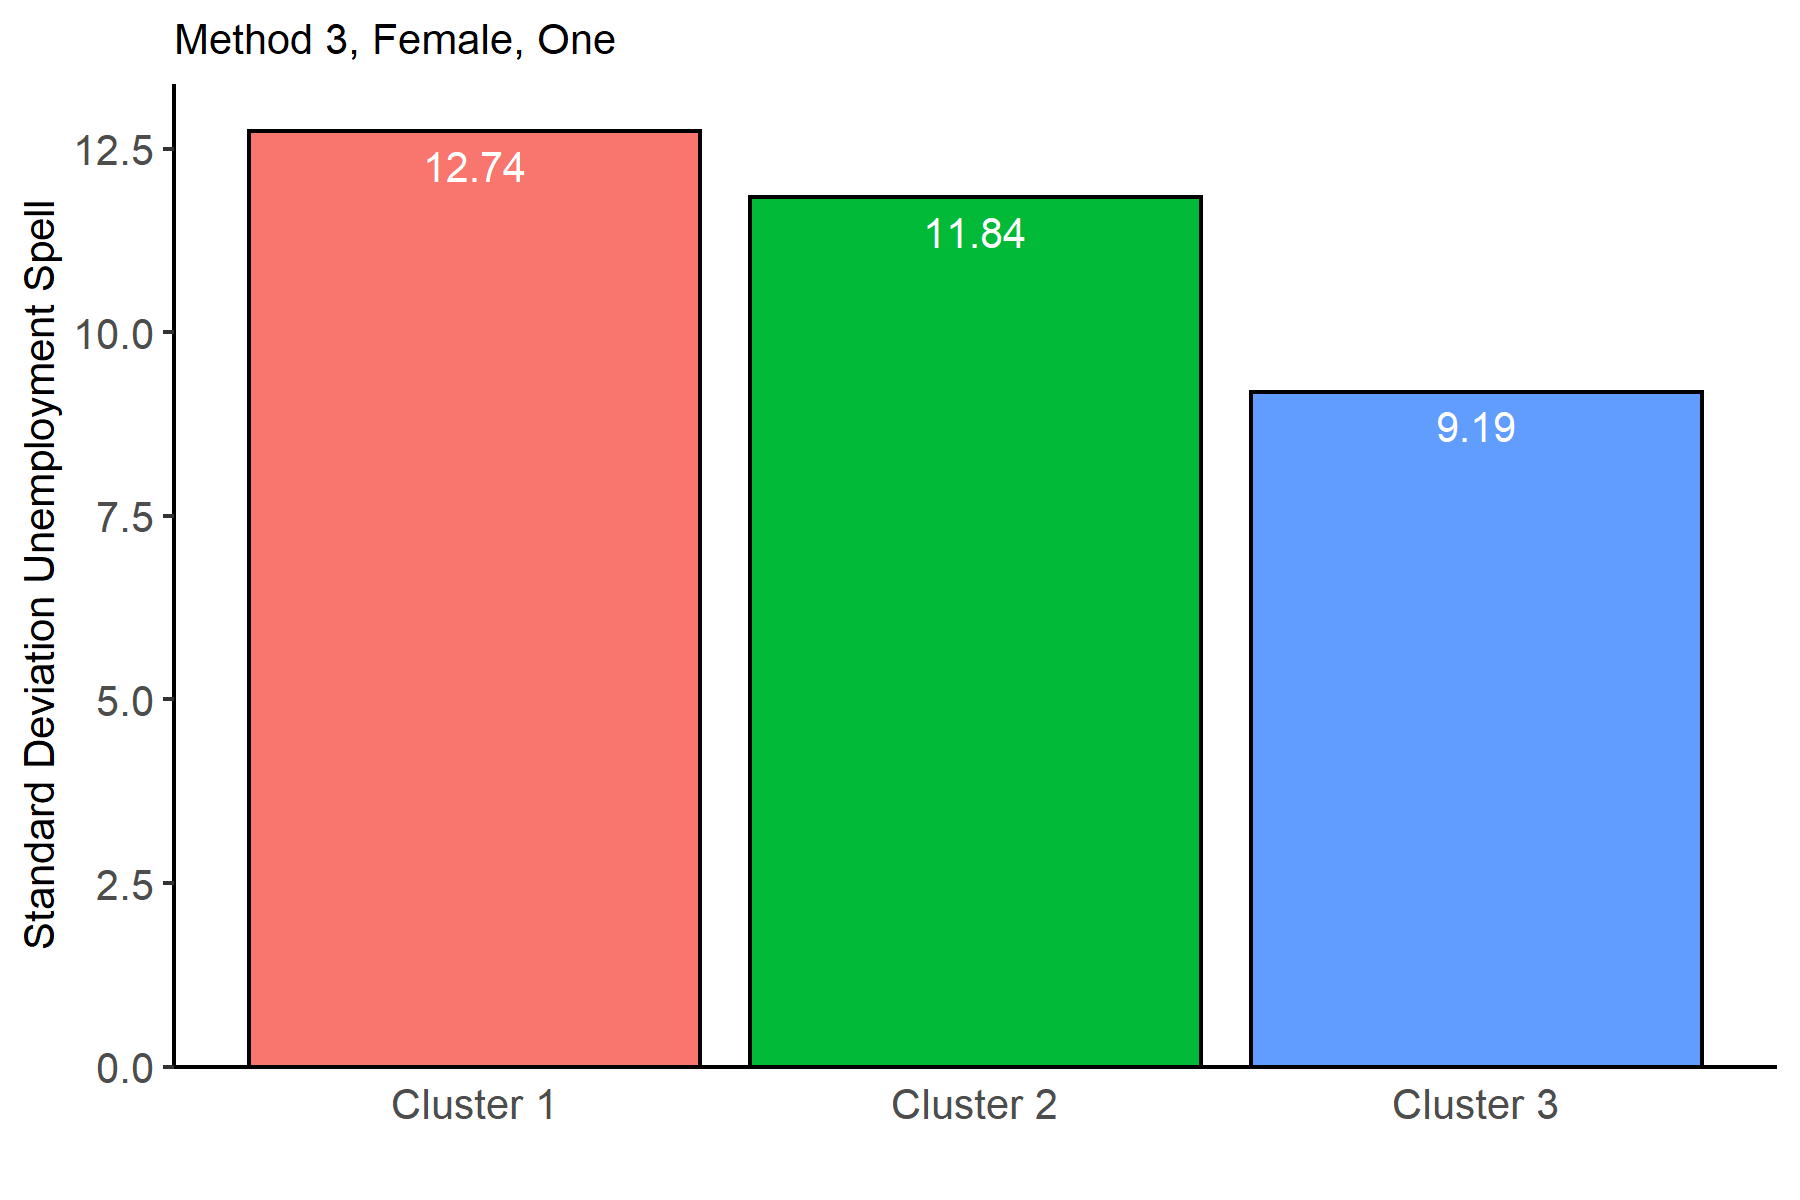 Method 3, Female, One
Standard Deviation Unemployment Spell
12.5
10.0
7.5
5.0
2.5
0.0
12.74
11.84
9.19
Cluster 1
Cluster 2
Cluster 3